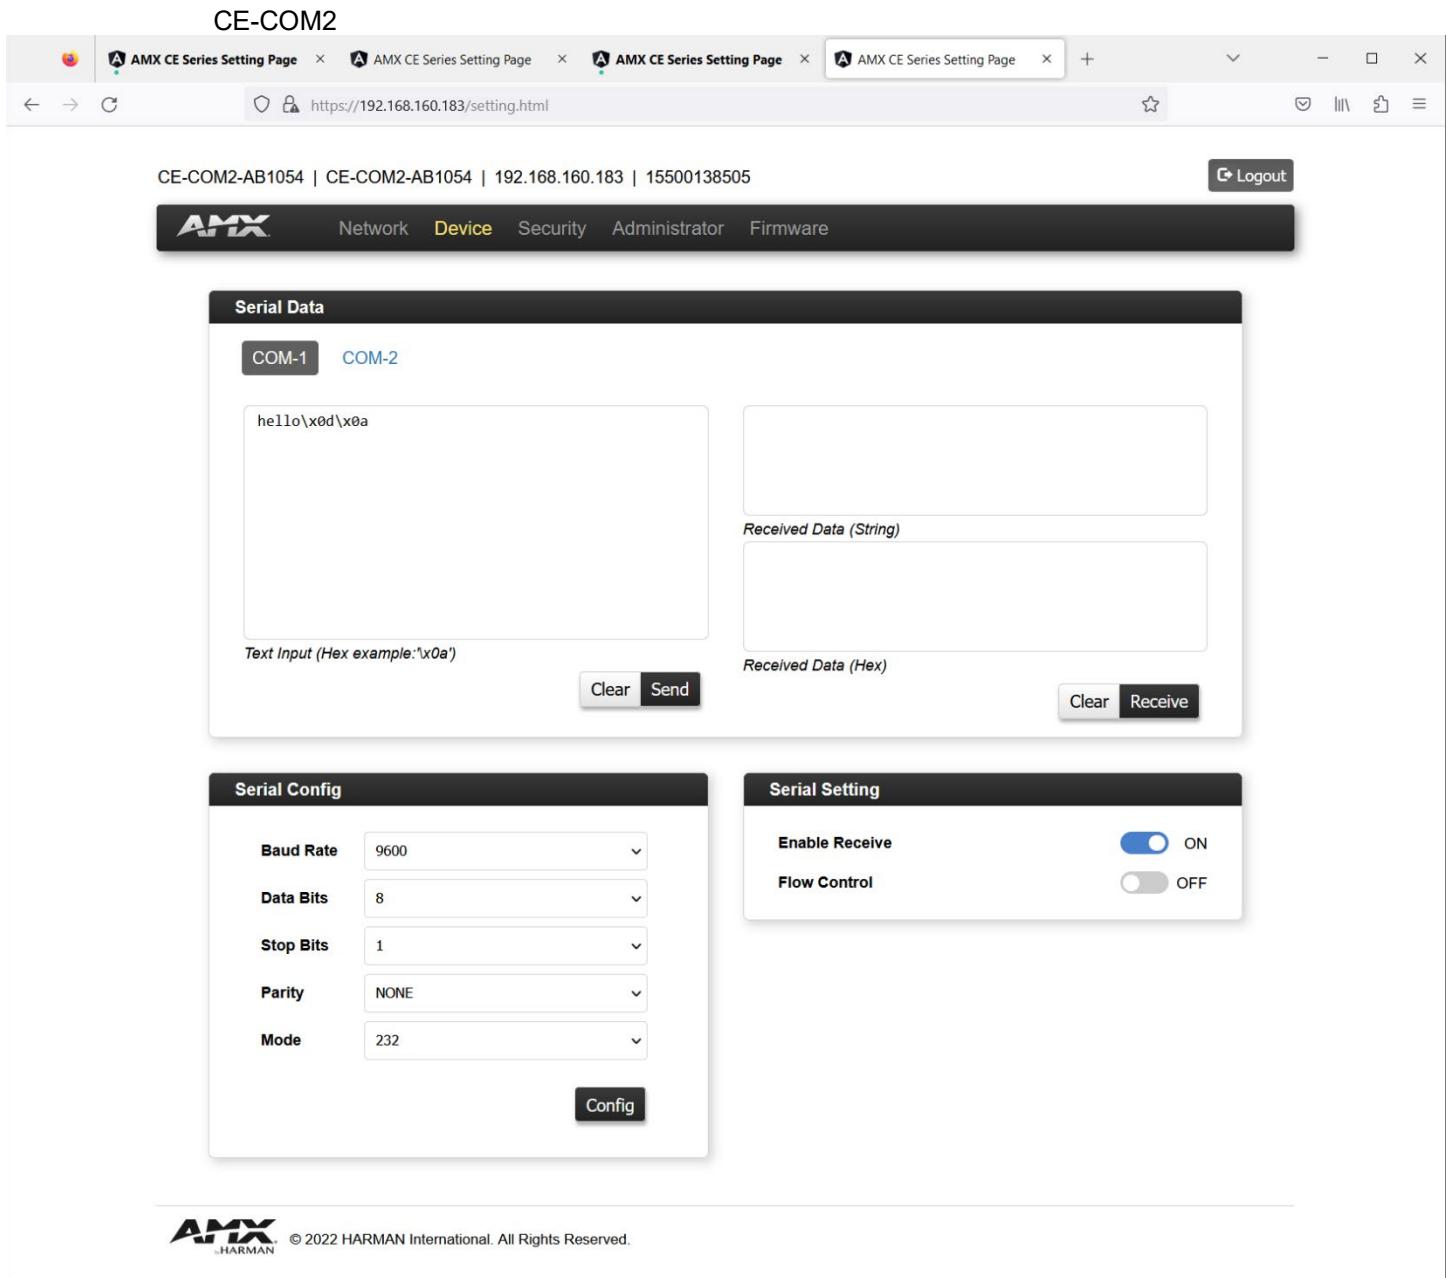 CE-COM2
AMX CE Series Setting Page × AMX CE Series Setting Page × AMX CE Series Setting Page × AMX CE Series Setting Page × +
https://192.168.160.183/setting.html
CE-COM2-AB1054 | CE-COM2-AB1054 | 192.168.160.183 | 15500138505
Logout
AMX Network Device Security Administrator Firmware
Serial Data
COM-1 COM-2
hello\x0d\x0a
Text Input (Hex example:'\x0a')
Clear Send
Received Data (String)
Received Data (Hex)
Clear Receive
Serial Config
Baud Rate 9600
Data Bits 8
Stop Bits 1
Parity NONE
Mode 232
Config
Serial Setting
Enable Receive ON
Flow Control OFF
AMX by HARMAN
© 2022 HARMAN International. All Rights Reserved.